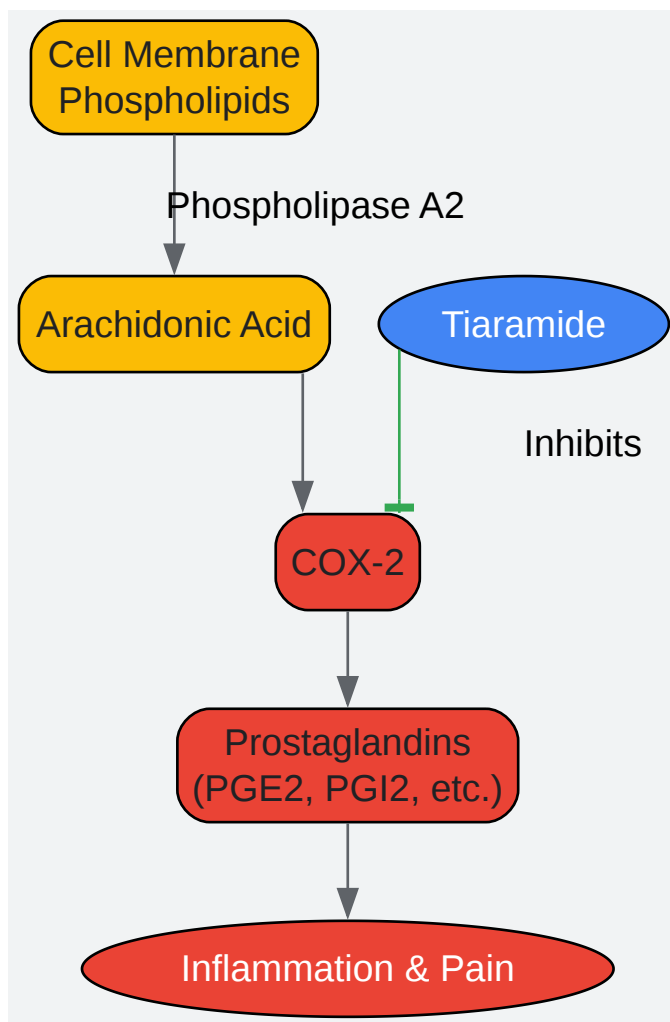 Cell Membrane
Phospholipids
Phospholipase A2
Arachidonic Acid
Tiaramide
Inhibits
COX-2
Prostaglandins
(PGE2, PGI2, etc.)
Inflammation & Pain